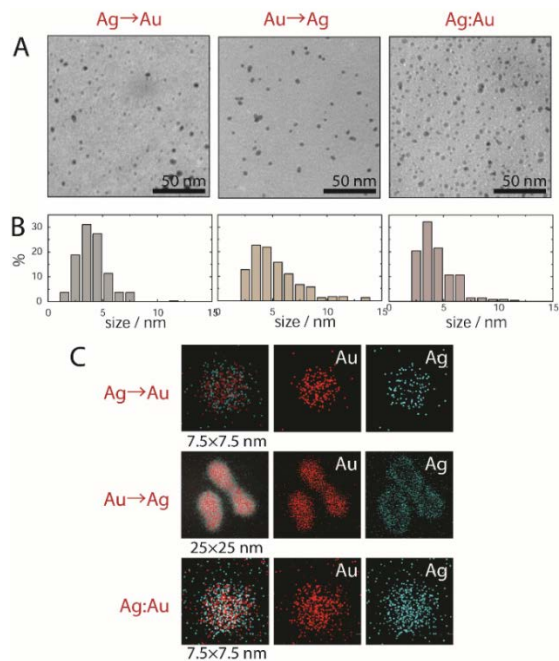 Ag→Au Au→Ag Ag:Au
A
50 nm 50 nm 50 nm
B
30
20
10
0
%
0 5 10 15 0 5 10 15 0 5 10 15
size / nm size / nm size / nm
C
Ag→Au Au Ag
7.5×7.5 nm
Au→Ag Au Ag
25×25 nm
Ag:Au Au Ag
7.5×7.5 nm